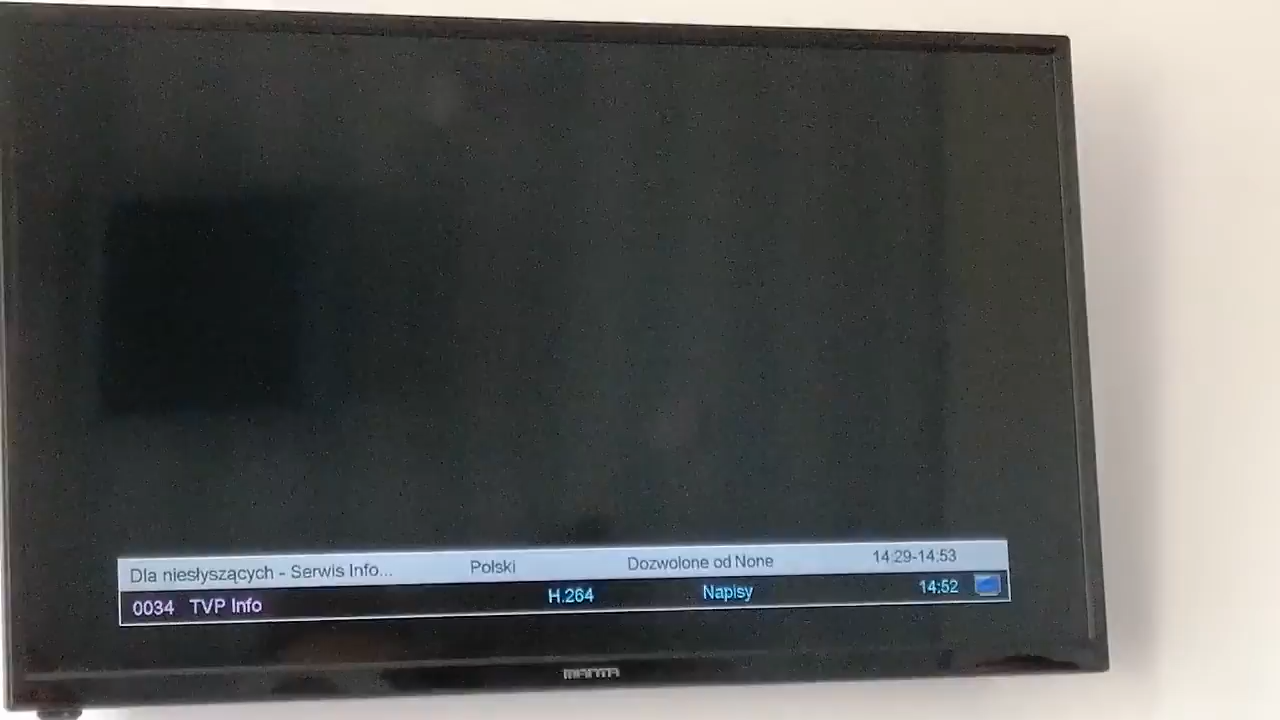 Dla niesłyszących - Serwis Info... Polski Dozwolone od None 14:29-14:53
0034 TVP Info H.264 Napisy 14:52
manta